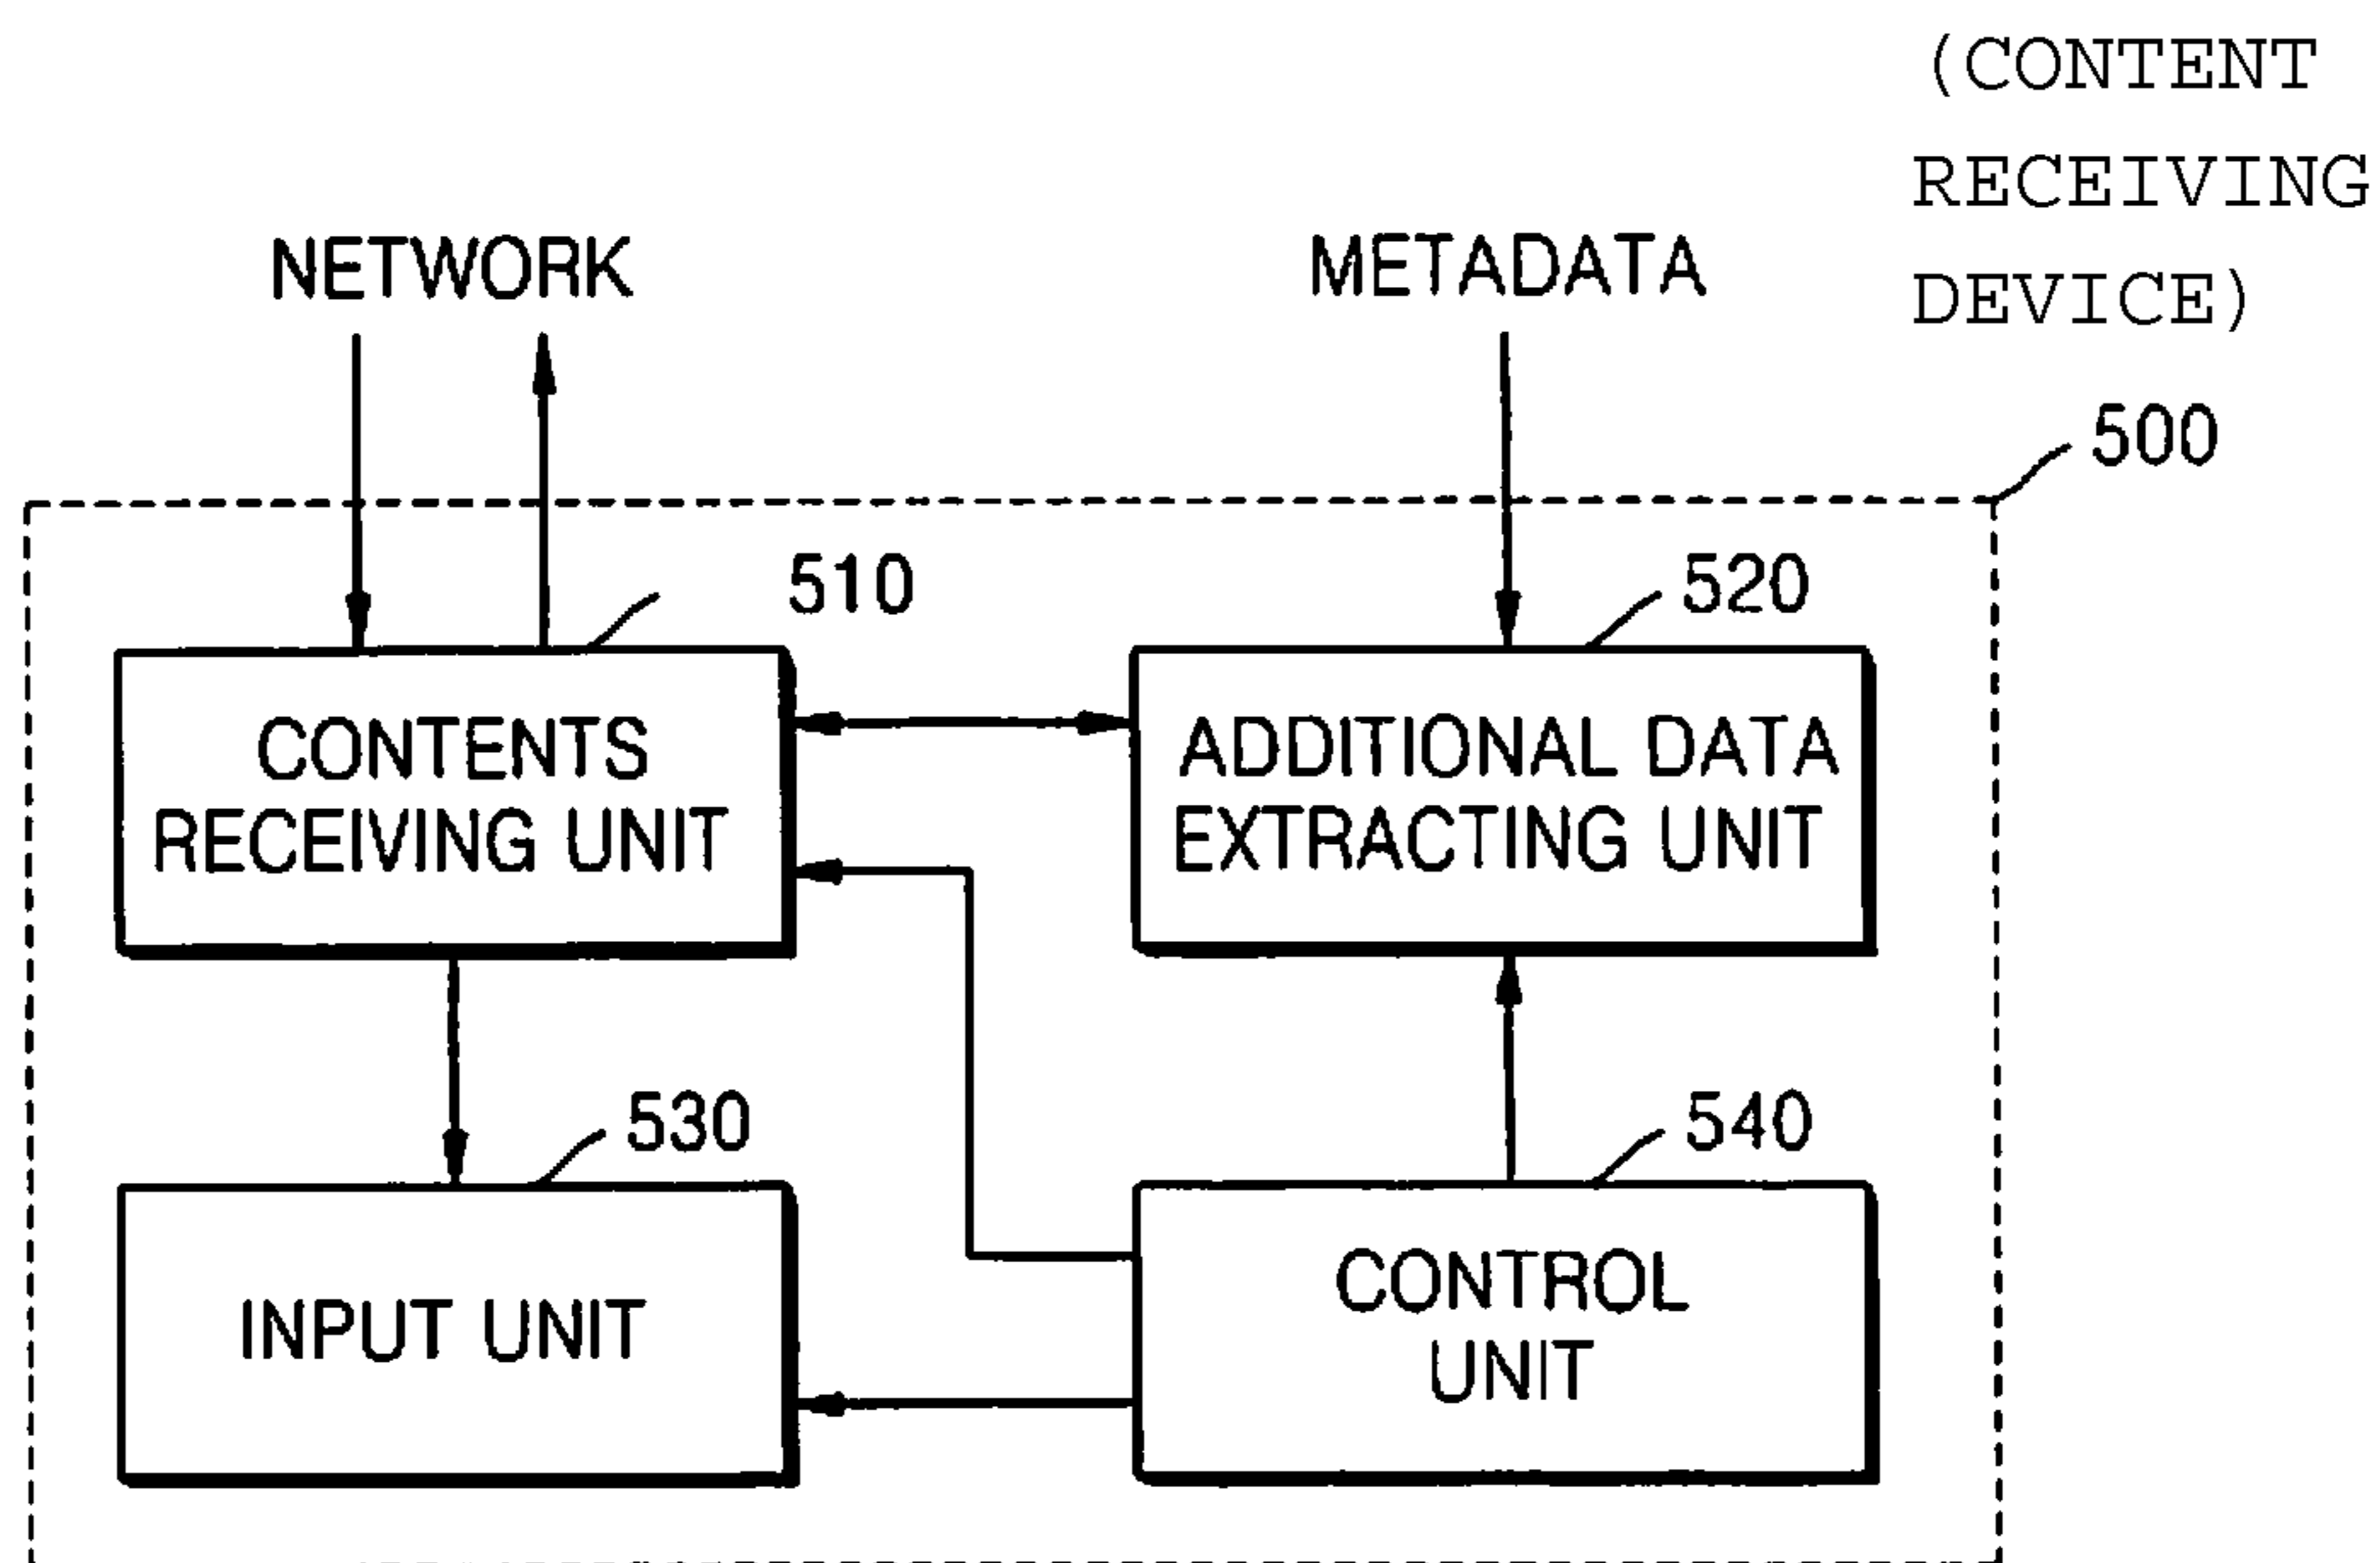 (CONTENT
RECEIVING
DEVICE)
NETWORK
METADATA
500
510
520
CONTENTS
RECEIVING UNIT
ADDITIONAL DATA
EXTRACTING UNIT
530
540
INPUT UNIT
CONTROL
UNIT